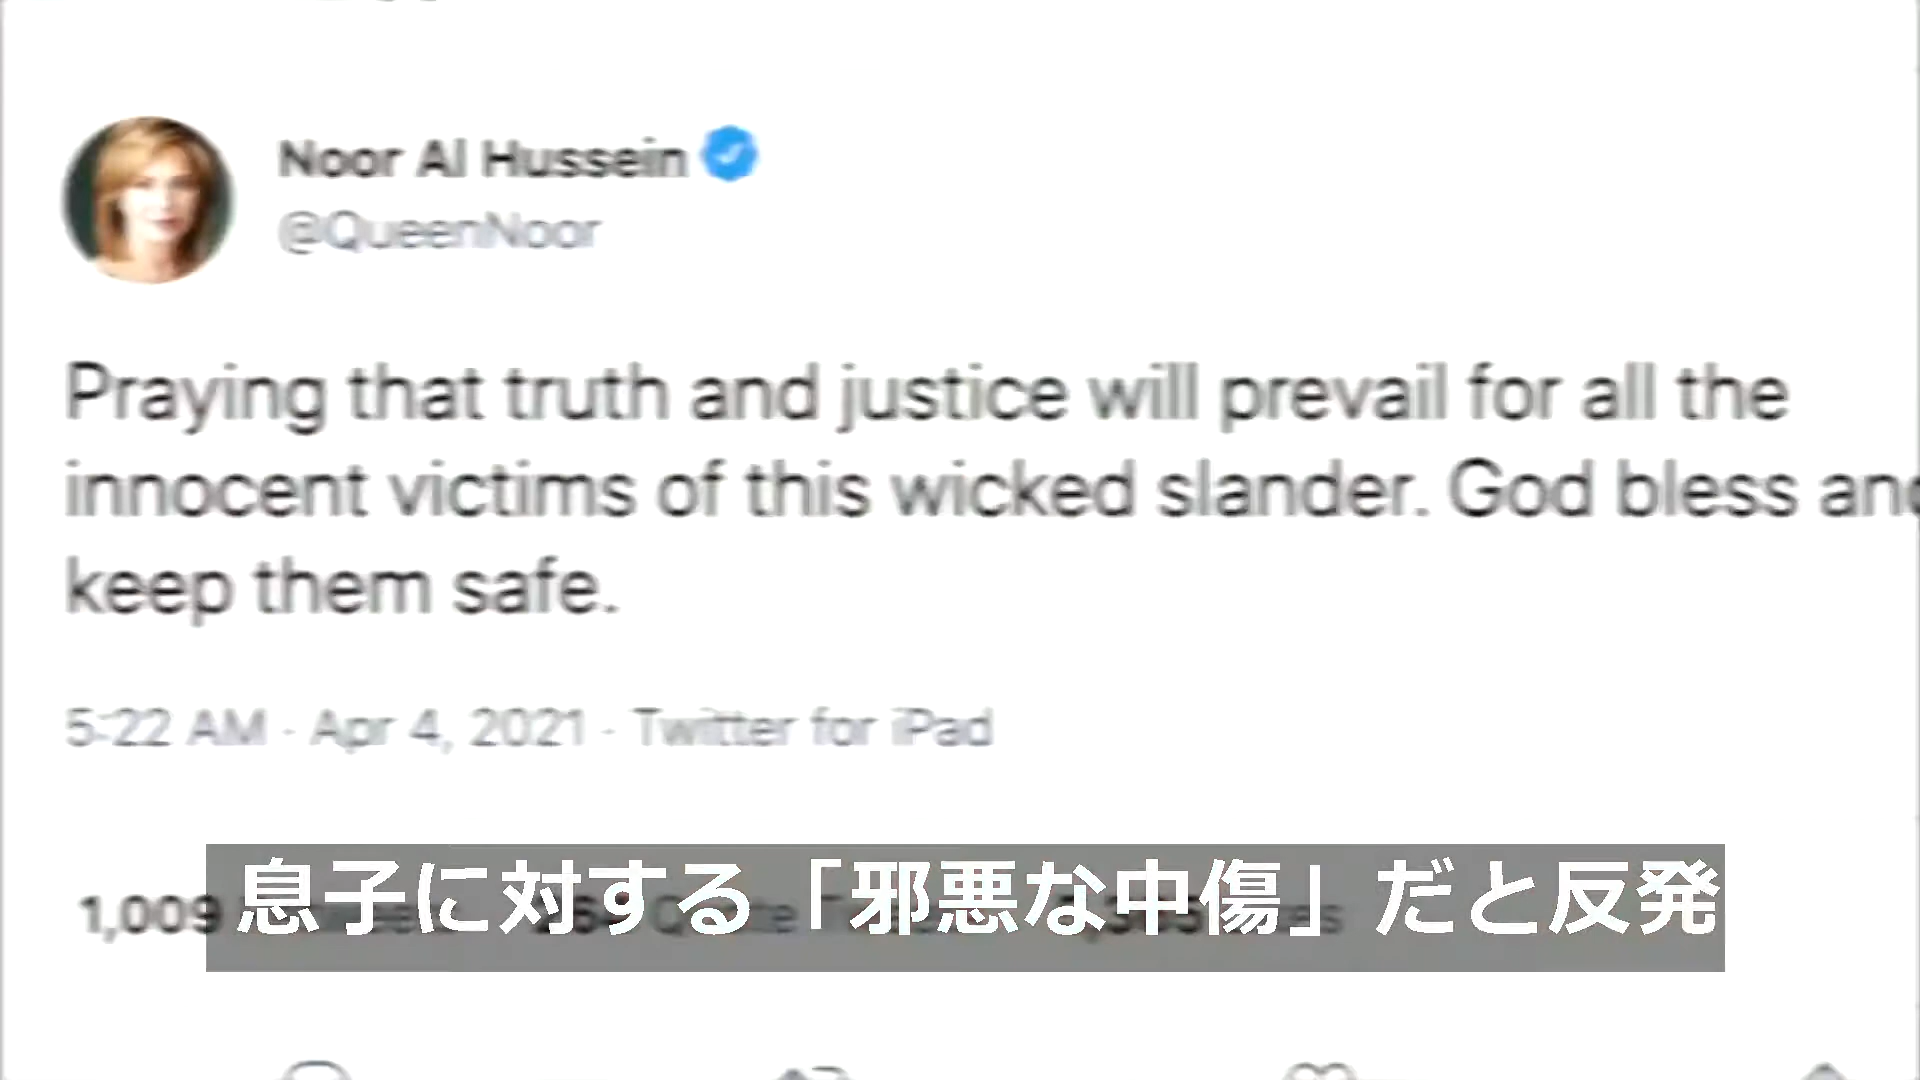 Noor Al Hussein
@QueenNoor
Praying that truth and justice will prevail for all the
innocent victims of this wicked slander. God bless and
keep them safe.
5:22 AM · Apr 4, 2021 · Twitter for iPad
1,009
息子に対する「邪悪な中傷」だと反発